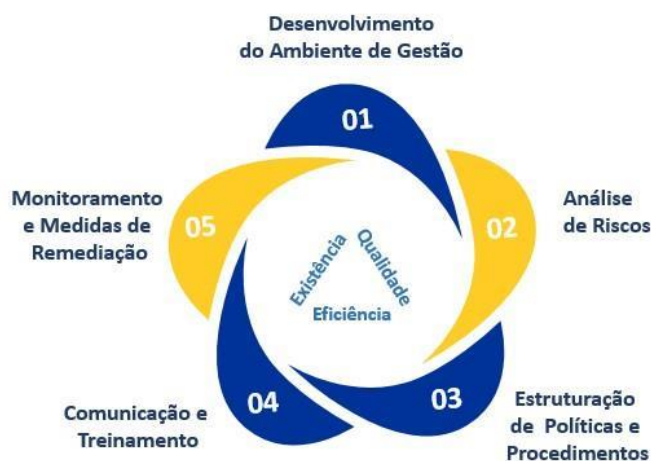 Desenvolvimento
do Ambiente de Gestão
01
Análise
de Riscos
02
Estruturação
de Políticas e
Procedimentos
03
Comunicação e
Treinamento
04
Monitoramento
e Medidas de
Remediação
05
Existência
Qualidade
Eficiência